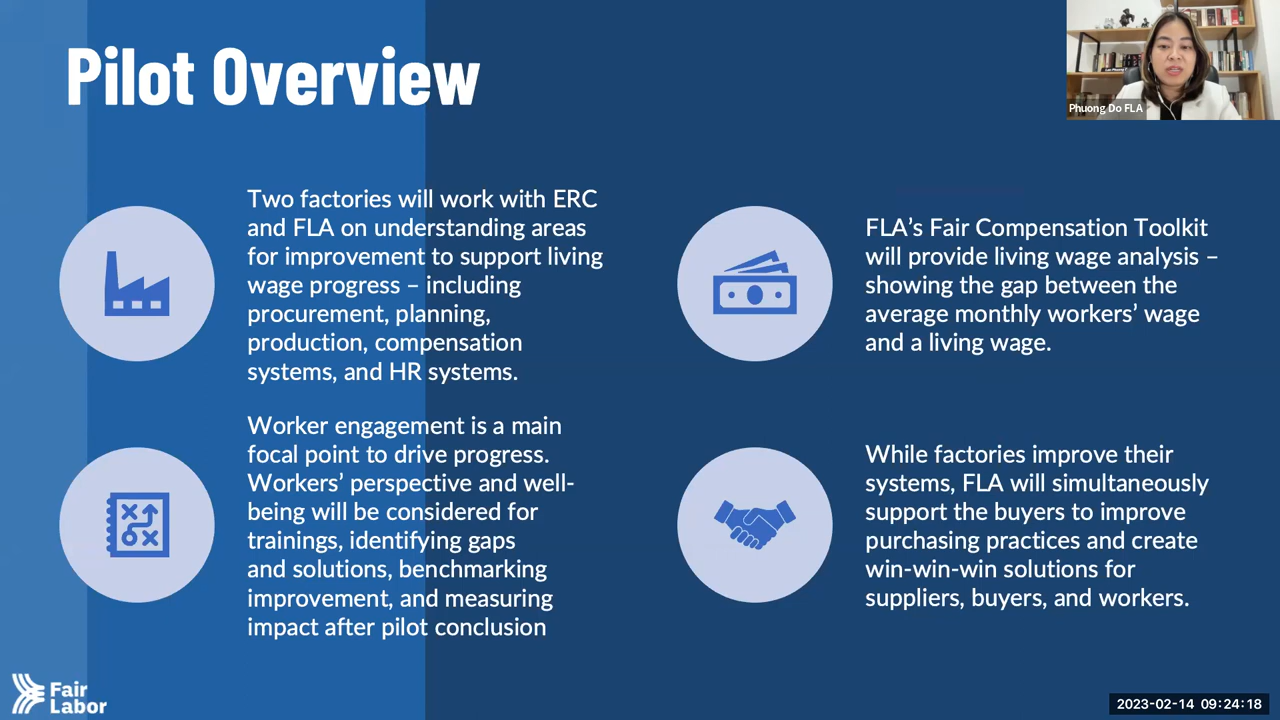 Pilot Overview
Two factories will work with ERC
and FLA on understanding areas
for improvement to support living
wage progress – including
procurement, planning,
production, compensation
systems, and HR systems.
FLA’s Fair Compensation Toolkit
will provide living wage analysis –
showing the gap between the
average monthly workers’ wage
and a living wage.
Worker engagement is a main
focal point to drive progress.
Workers’ perspective and well-
being will be considered for
trainings, identifying gaps
and solutions, benchmarking
improvement, and measuring
impact after pilot conclusion
While factories improve their
systems, FLA will simultaneously
support the buyers to improve
purchasing practices and create
win-win-win solutions for
suppliers, buyers, and workers.
Phuong Do FLA
Fair
Labor
2023-02-14 09:24:18